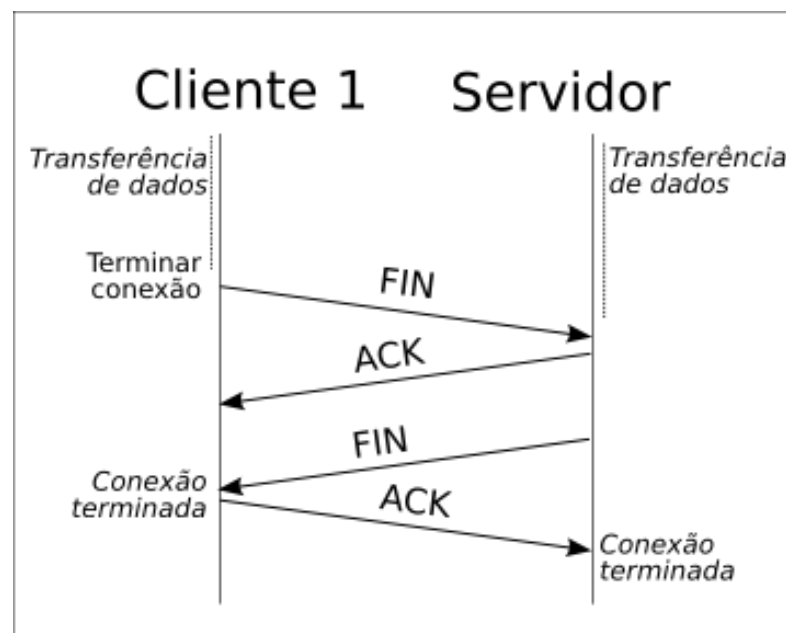 Cliente 1
Servidor
Transferência
de dados
Transferência
de dados
Terminar
conexão
FIN
ACK
FIN
Conexão
terminada
ACK
Conexão
terminada